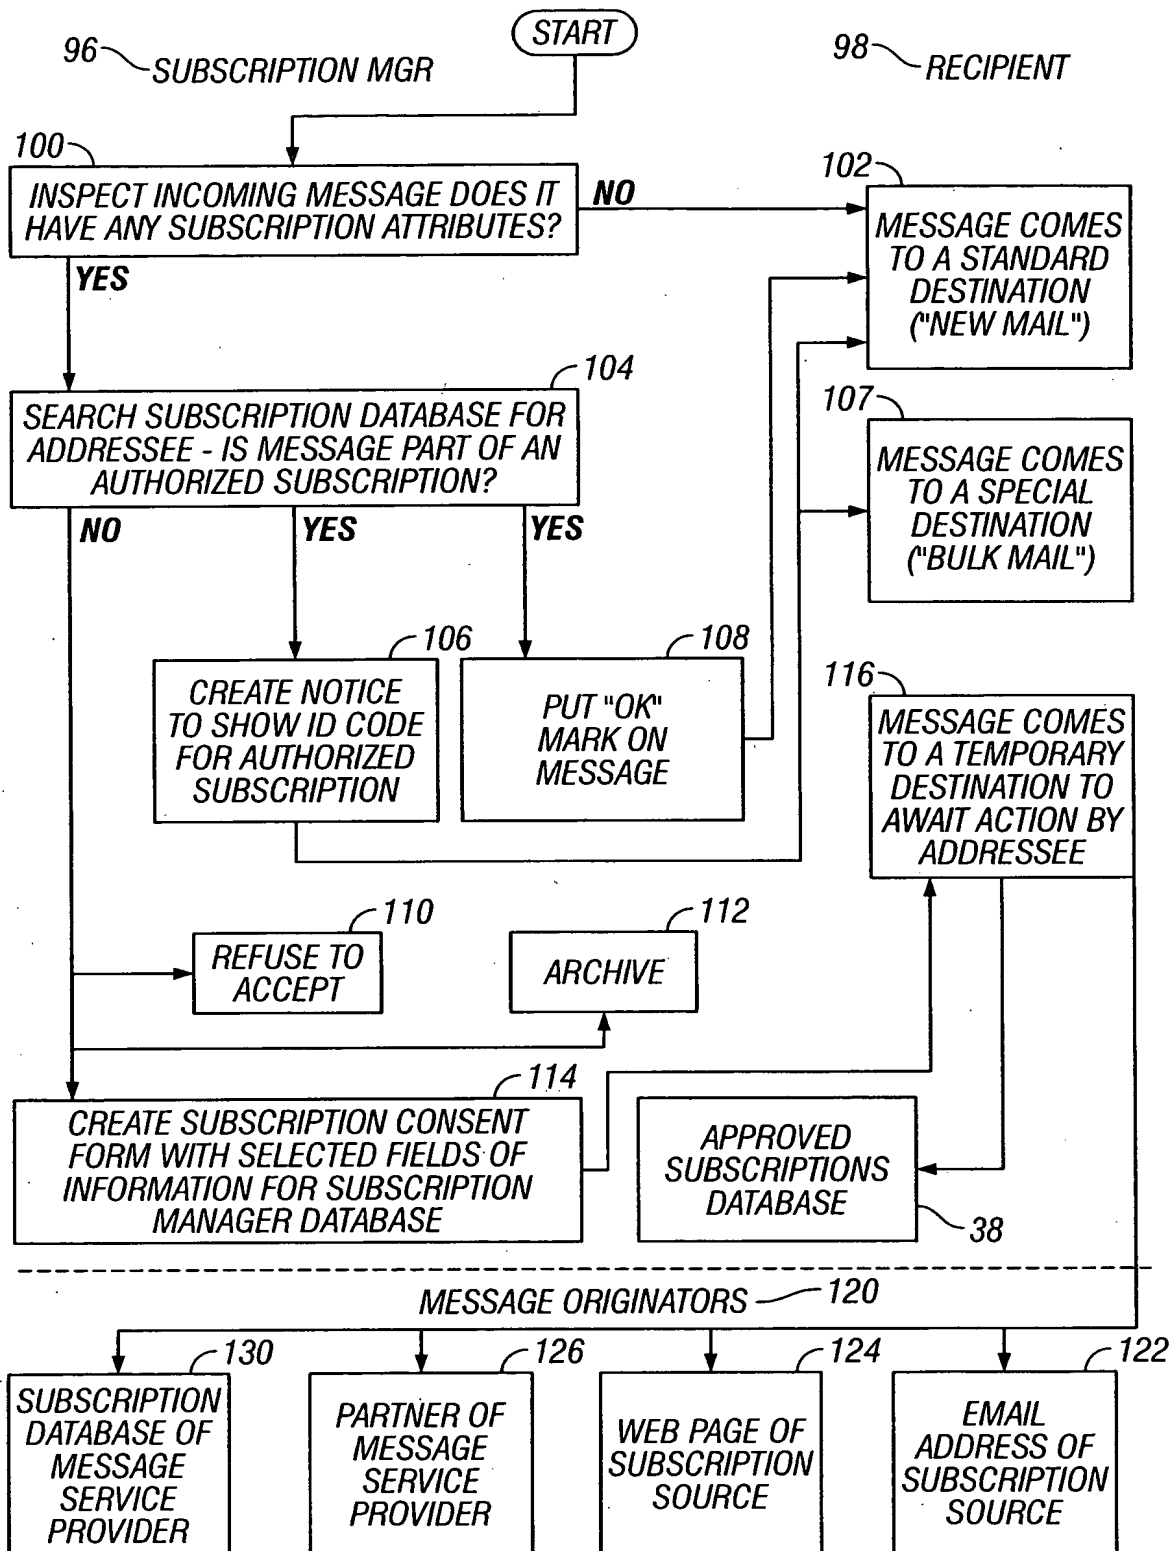 START
96
SUBSCRIPTION MGR
98
RECIPIENT
100
INSPECT INCOMING MESSAGE DOES IT
HAVE ANY SUBSCRIPTION ATTRIBUTES?
NO
YES
102
MESSAGE COMES
TO A STANDARD
DESTINATION
("NEW MAIL")
104
SEARCH SUBSCRIPTION DATABASE FOR
ADDRESSEE - IS MESSAGE PART OF AN
AUTHORIZED SUBSCRIPTION?
NO
YES
YES
107
MESSAGE COMES
TO A SPECIAL
DESTINATION
("BULK MAIL")
106
CREATE NOTICE
TO SHOW ID CODE
FOR AUTHORIZED
SUBSCRIPTION
108
PUT "OK"
MARK ON
MESSAGE
116
MESSAGE COMES
TO A TEMPORARY
DESTINATION TO
AWAIT ACTION BY
ADDRESSEE
110
REFUSE TO
ACCEPT
112
ARCHIVE
114
CREATE SUBSCRIPTION CONSENT
FORM WITH SELECTED FIELDS OF
INFORMATION FOR SUBSCRIPTION
MANAGER DATABASE
APPROVED
SUBSCRIPTIONS
DATABASE
38
MESSAGE ORIGINATORS
120
130
SUBSCRIPTION
DATABASE OF
MESSAGE
SERVICE
PROVIDER
126
PARTNER OF
MESSAGE
SERVICE
PROVIDER
124
WEB PAGE OF
SUBSCRIPTION
SOURCE
122
EMAIL
ADDRESS OF
SUBSCRIPTION
SOURCE